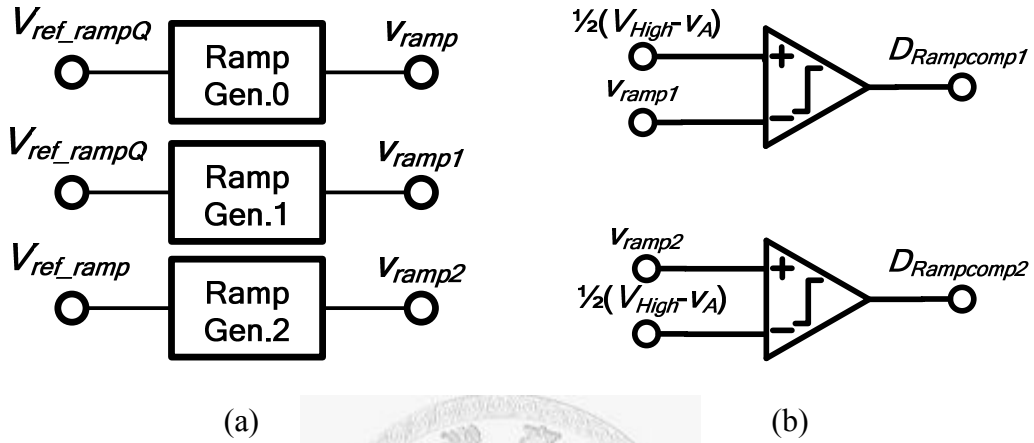 V_ref_rampQ
Ramp Gen.0
v_ramp
V_ref_rampQ
Ramp Gen.1
v_ramp1
V_ref_ramp
Ramp Gen.2
v_ramp2
(a)
½(V_High-v_A)
v_ramp1
+
−
D_Rampcomp1
v_ramp2
½(V_High-v_A)
+
−
D_Rampcomp2
(b)